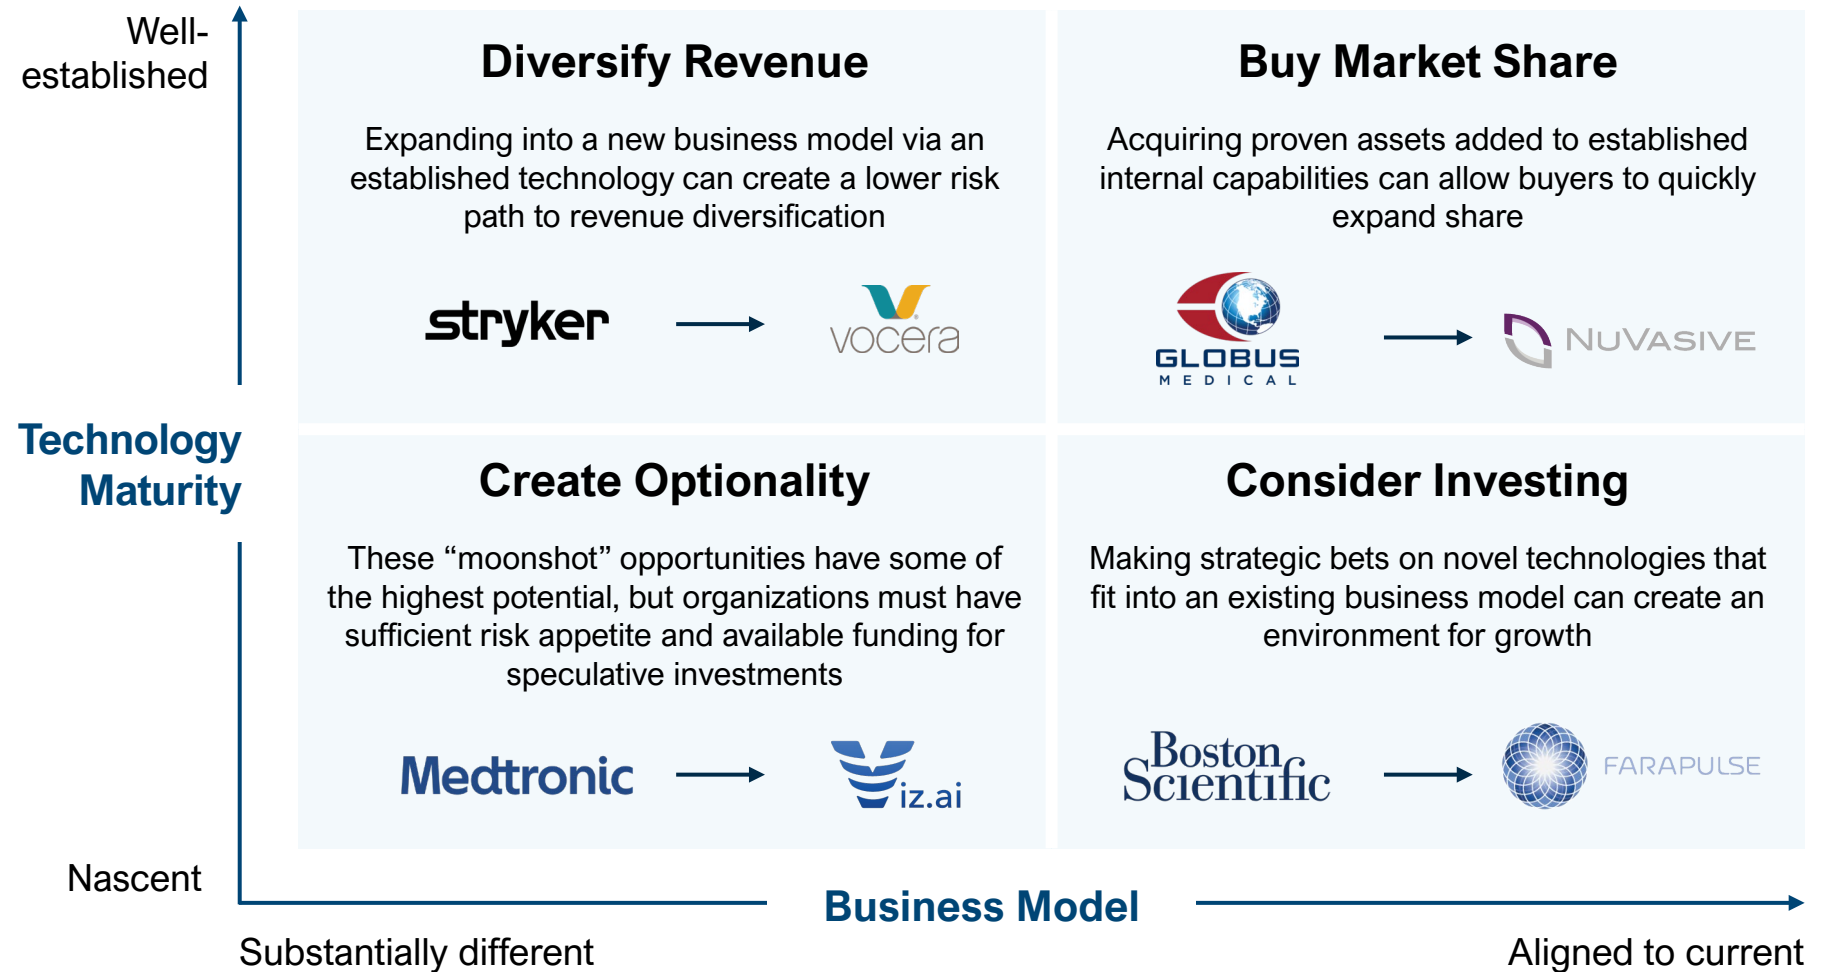 Well-
established
Technology
Maturity
Nascent
Diversify Revenue
Expanding into a new business model via an
established technology can create a lower risk
path to revenue diversification
stryker
vocera
Buy Market Share
Acquiring proven assets added to established
internal capabilities can allow buyers to quickly
expand share
GLOBUS
MEDICAL
NUVASIVE
Create Optionality
These “moonshot” opportunities have some of
the highest potential, but organizations must have
sufficient risk appetite and available funding for
speculative investments
Medtronic
Viz.ai
Consider Investing
Making strategic bets on novel technologies that
fit into an existing business model can create an
environment for growth
Boston
Scientific
FARAPULSE
Business Model
Substantially different
Aligned to current